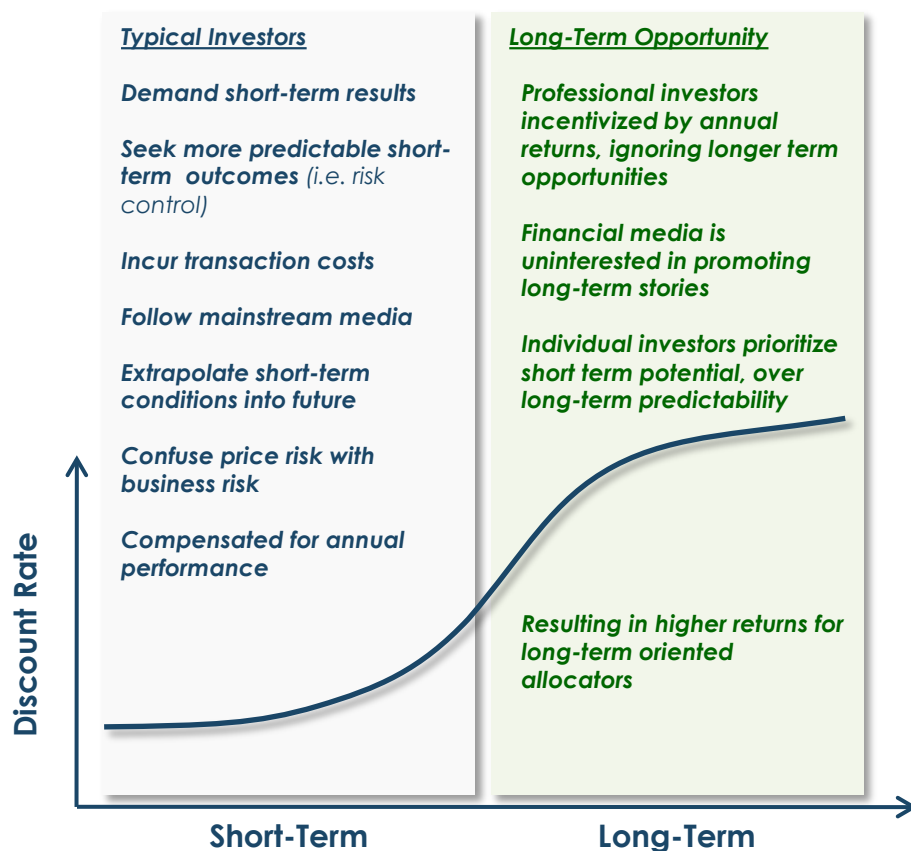 Typical Investors
Demand short-term results
Seek more predictable short-
term outcomes (i.e. risk
control)
Incur transaction costs
Follow mainstream media
Extrapolate short-term
conditions into future
Confuse price risk with
business risk
Compensated for annual
performance
Long-Term Opportunity
Professional investors
incentivized by annual
returns, ignoring longer term
opportunities
Financial media is
uninterested in promoting
long-term stories
Individual investors prioritize
short term potential, over
long-term predictability
Resulting in higher returns for
long-term oriented
allocators
Discount Rate
Short-Term
Long-Term